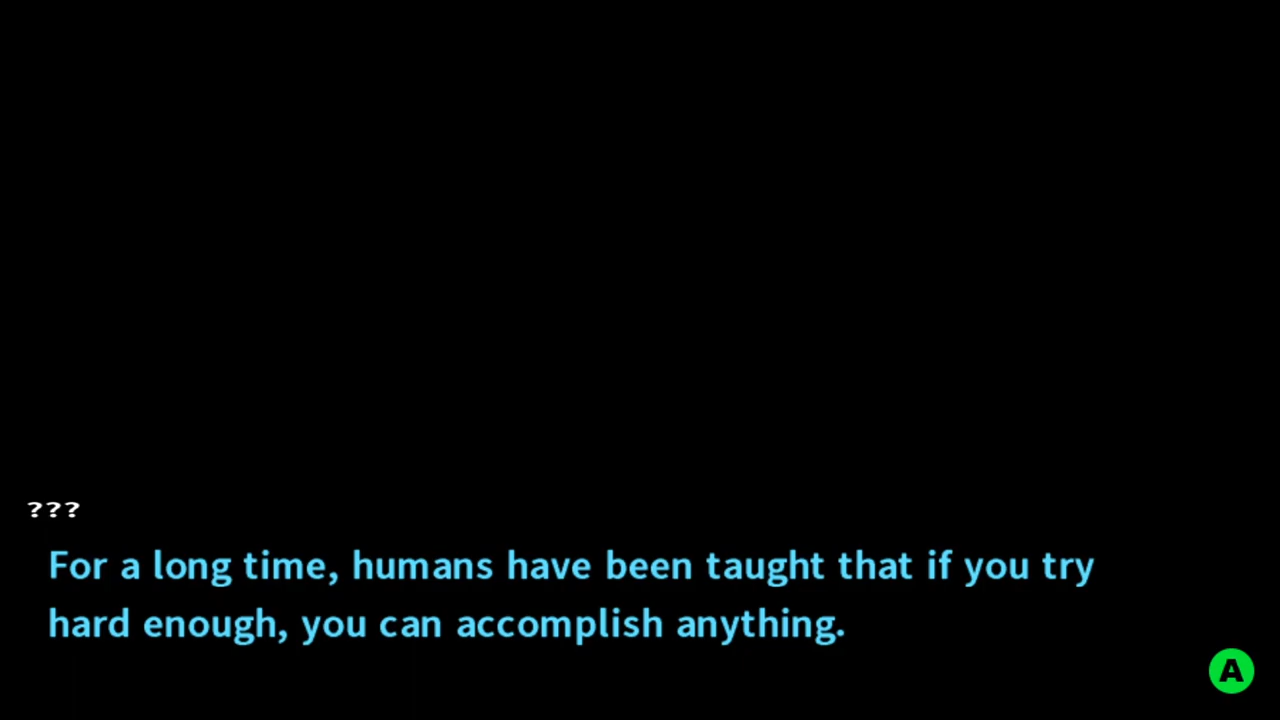 ???
For a long time, humans have been taught that if you try
hard enough, you can accomplish anything.
A